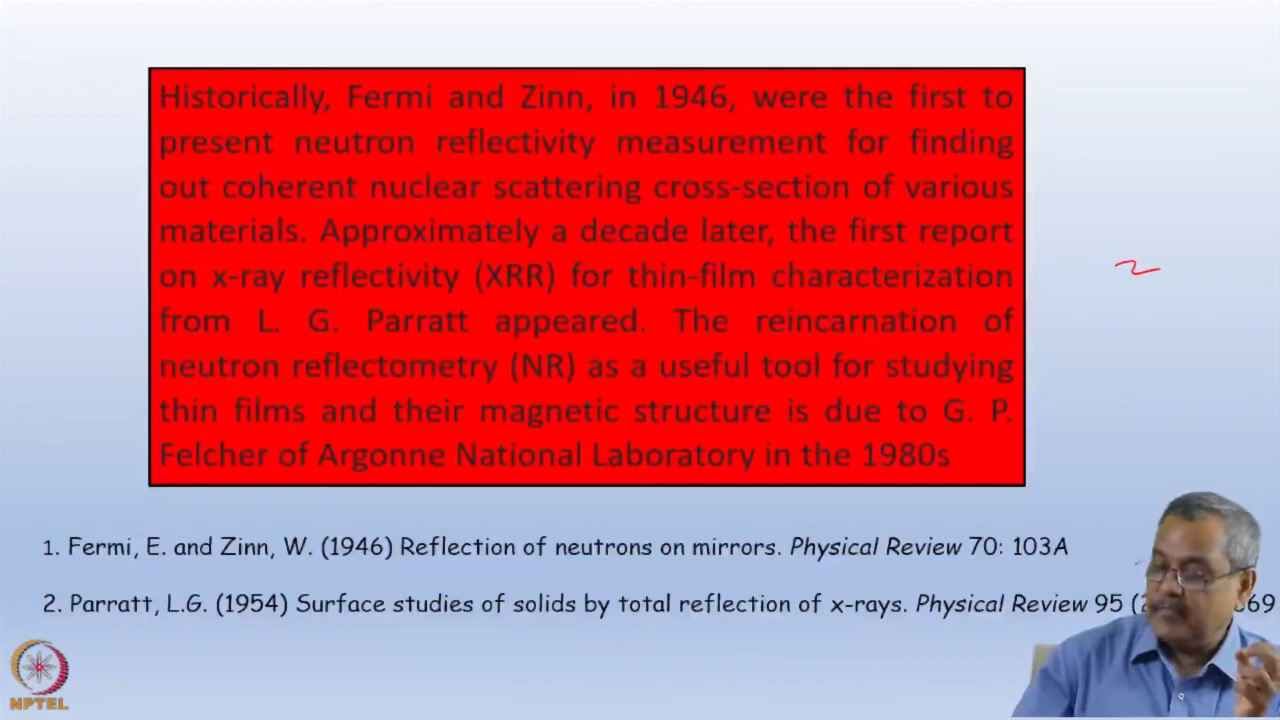 Historically, Fermi and Zinn, in 1946, were the first to
present neutron reflectivity measurement for finding
out coherent nuclear scattering cross-section of various
materials. Approximately a decade later, the first report
on x-ray reflectivity (XRR) for thin-film characterization
from L. G. Parratt appeared. The reincarnation of
neutron reflectometry (NR) as a useful tool for studying
thin films and their magnetic structure is due to G. P.
Felcher of Argonne National Laboratory in the 1980s
1. Fermi, E. and Zinn, W. (1946) Reflection of neutrons on mirrors. Physical Review 70: 103A
2. Parratt, L.G. (1954) Surface studies of solids by total reflection of x-rays. Physical Review 95
NPTEL